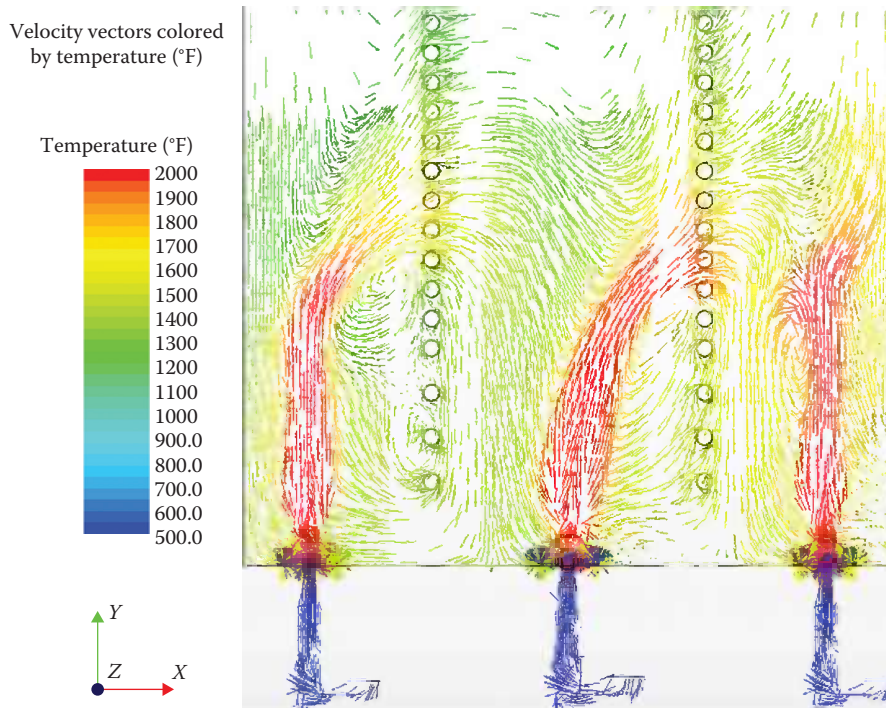 Velocity vectors colored
by temperature (°F)
Temperature (°F)
2000
1900
1800
1700
1600
1500
1400
1300
1200
1100
1000
900.0
800.0
700.0
600.0
500.0
Y
Z
X